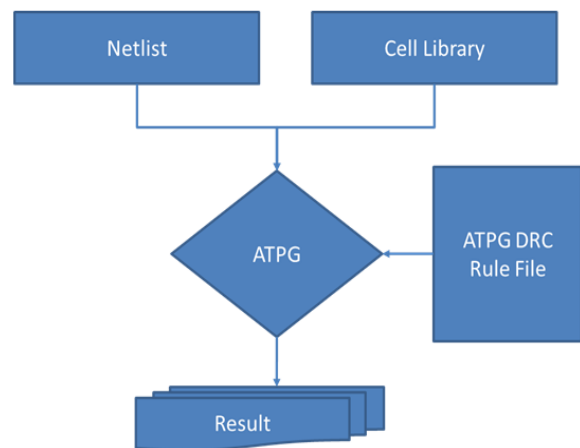 Netlist
Cell Library
ATPG
ATPG DRC
Rule File
Result